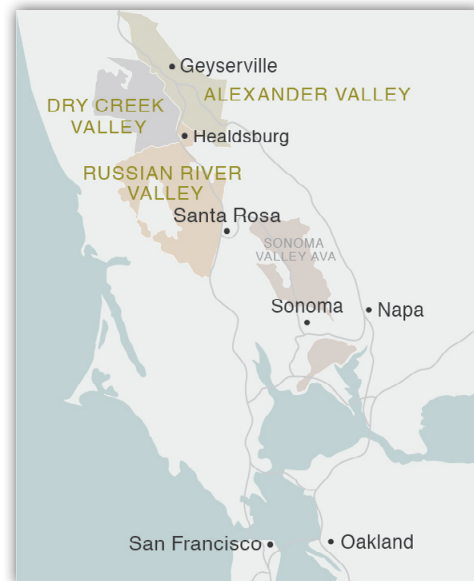 Geyserville
ALEXANDER VALLEY
DRY CREEK
VALLEY
Healdsburg
RUSSIAN RIVER
VALLEY
Santa Rosa
SONOMA
VALLEY AVA
Sonoma
Napa
San Francisco
Oakland